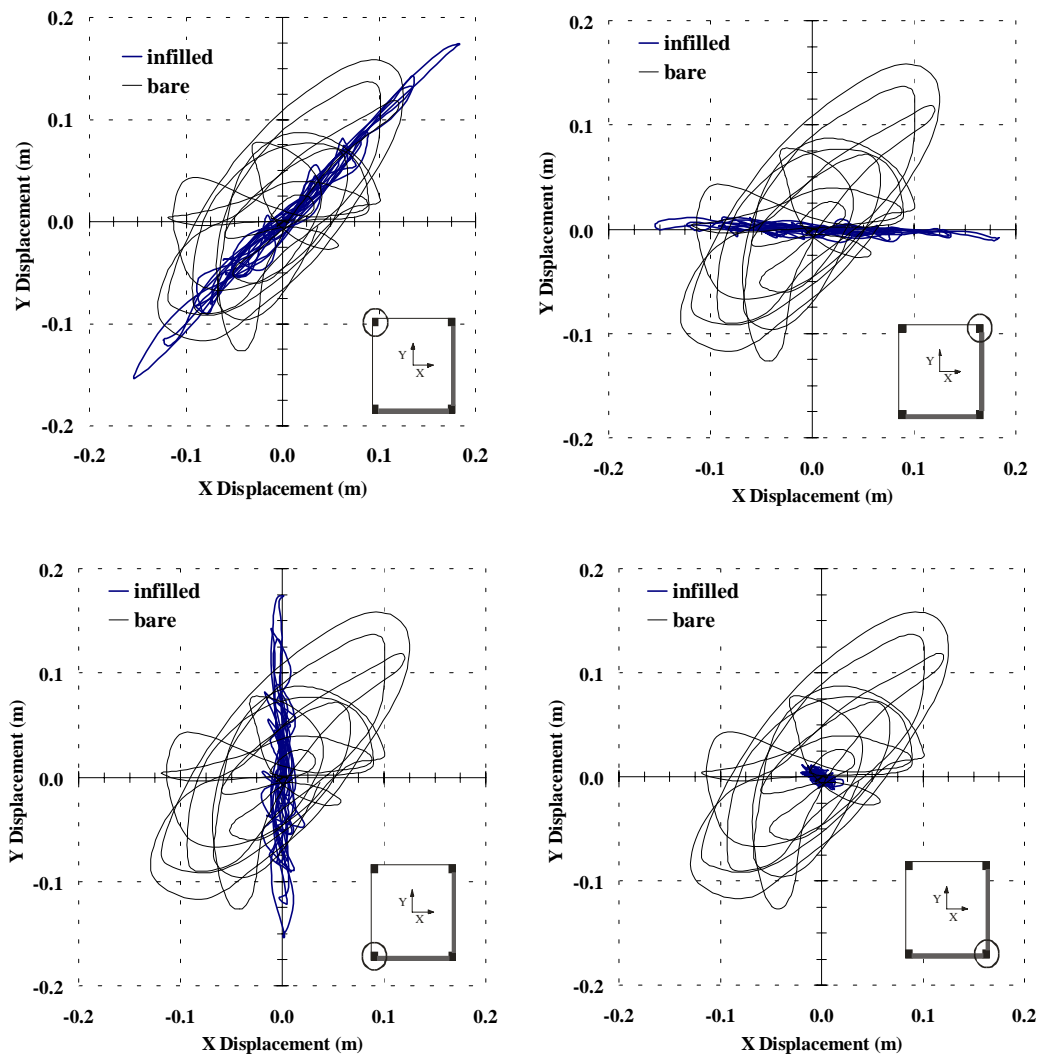 0.2
infilled
bare
0.1
0.0
-0.1
-0.2
Y Displacement (m)
-0.2
-0.1
0.0
0.1
0.2
X Displacement (m)
Y
X
0.2
infilled
bare
0.1
0.0
-0.1
-0.2
Y Displacement (m)
-0.2
-0.1
0.0
0.1
0.2
X Displacement (m)
Y
X
0.2
infilled
bare
0.1
0.0
-0.1
-0.2
Y Displacement (m)
-0.2
-0.1
0.0
0.1
0.2
X Displacement (m)
Y
X
0.2
infilled
bare
0.1
0.0
-0.1
-0.2
Y Displacement (m)
-0.2
-0.1
0.0
0.1
0.2
X Displacement (m)
Y
X